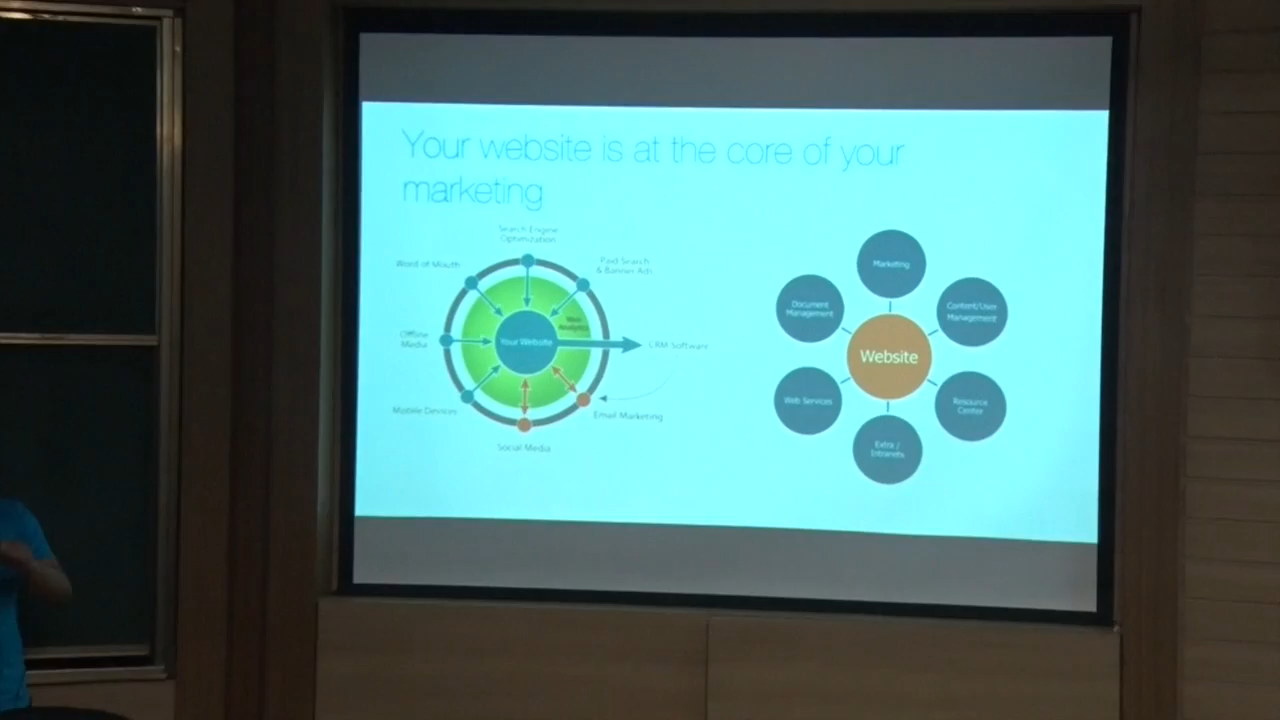 Your website is at the core of your
marketing
Search Engine
Optimization
Word of Mouth
Paid Search
& Banner Ads
Web
Analytics
Offline
Media
Your Website
CRM Software
Mobile Devices
Email Marketing
Social Media
Marketing
Document
Management
Content/User
Management
Website
Web Services
Resource
Center
Extra /
Intranets